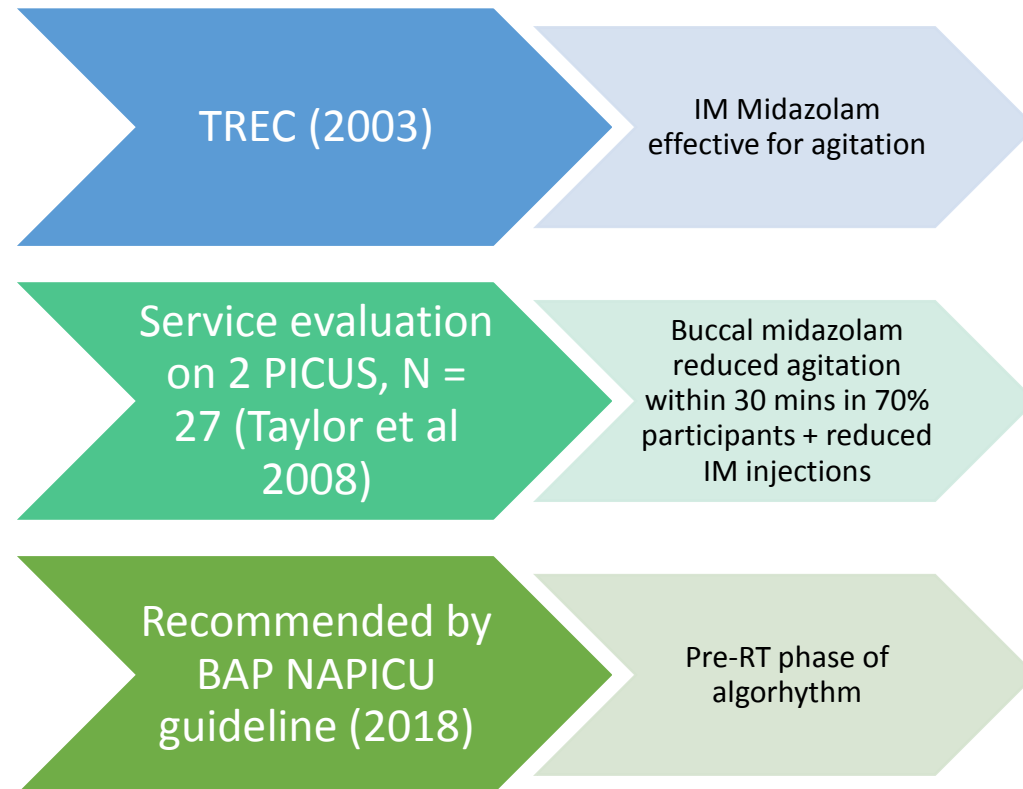 TREC (2003)
IM Midazolam
effective for agitation
Service evaluation
on 2 PICUS, N =
27 (Taylor et al
2008)
Buccal midazolam
reduced agitation
within 30 mins in 70%
participants + reduced
IM injections
Recommended by
BAP NAPICU
guideline (2018)
Pre-RT phase of
algorhythm